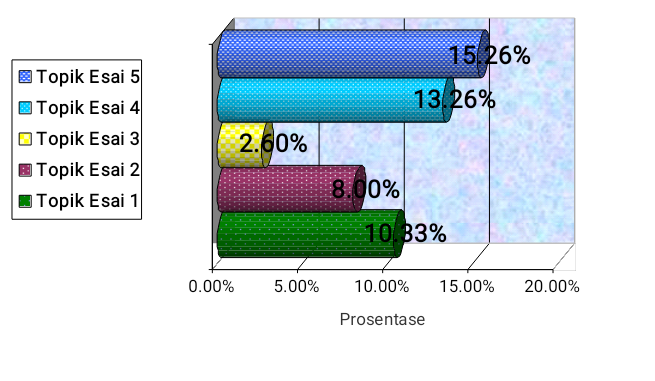 Topik Esai 5
Topik Esai 4
Topik Esai 3
Topik Esai 2
Topik Esai 1
15.26%
13.26%
2.60%
8.00%
10.33%
0.00% 5.00% 10.00% 15.00% 20.00%
Prosentase